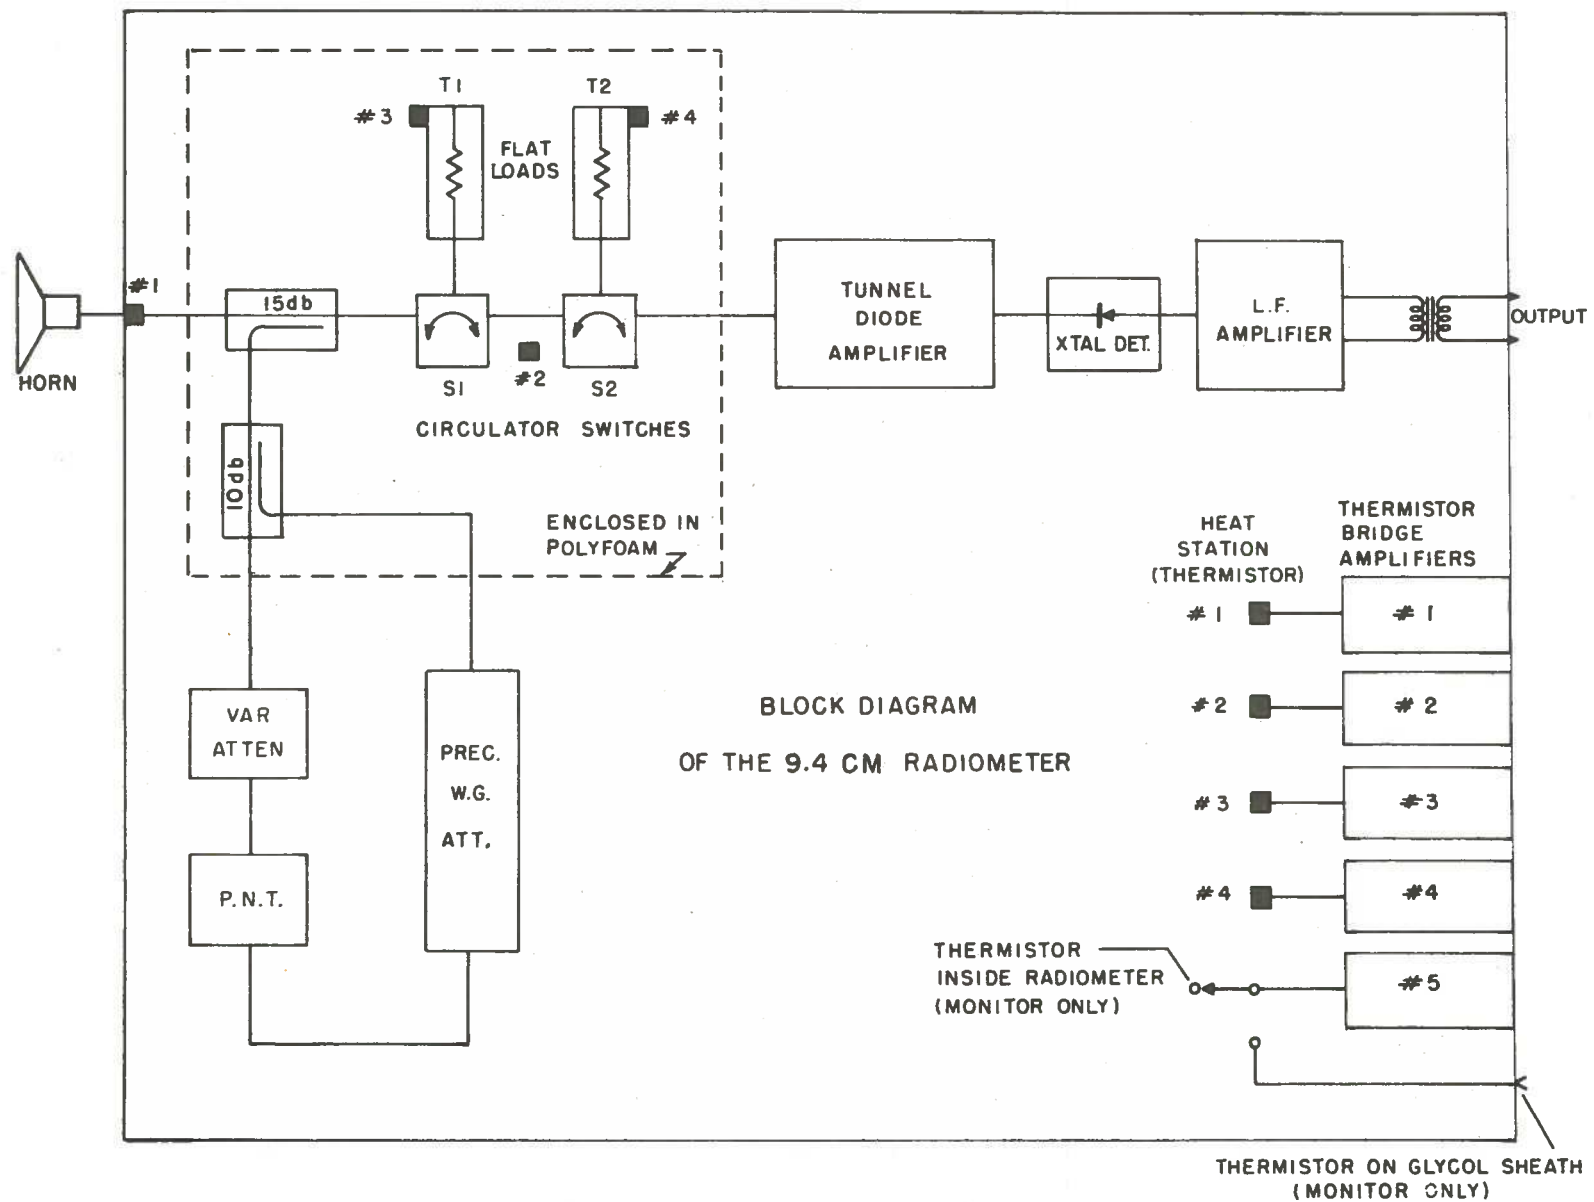 T1
T2
#3
#4
FLAT
LOADS
#1
15db
TUNNEL
DIODE
AMPLIFIER
XTAL DET.
L.F.
AMPLIFIER
OUTPUT
HORN
S1
#2
S2
CIRCULATOR SWITCHES
10db
ENCLOSED IN
POLYFOAM
HEAT
STATION
(THERMISTOR)
THERMISTOR
BRIDGE
AMPLIFIERS
#1
#1
#2
#2
#3
#3
#4
#4
#5
VAR
ATTEN
PREC.
W.G.
ATT.
P.N.T.
BLOCK DIAGRAM
OF THE 9.4 CM RADIOMETER
THERMISTOR
INSIDE RADIOMETER
(MONITOR ONLY)
THERMISTOR ON GLYCOL SHEATH
(MONITOR ONLY)